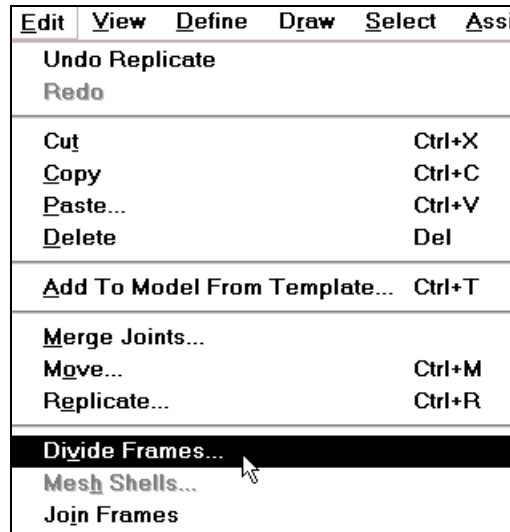 Edit View Define Draw Select Assi
Undo Replicate
Redo
Cut Ctrl+X
Copy Ctrl+C
Paste... Ctrl+V
Delete Del
Add To Model From Template... Ctrl+T
Merge Joints...
Move... Ctrl+M
Replicate... Ctrl+R
Divide Frames...
Mesh Shells...
Join Frames